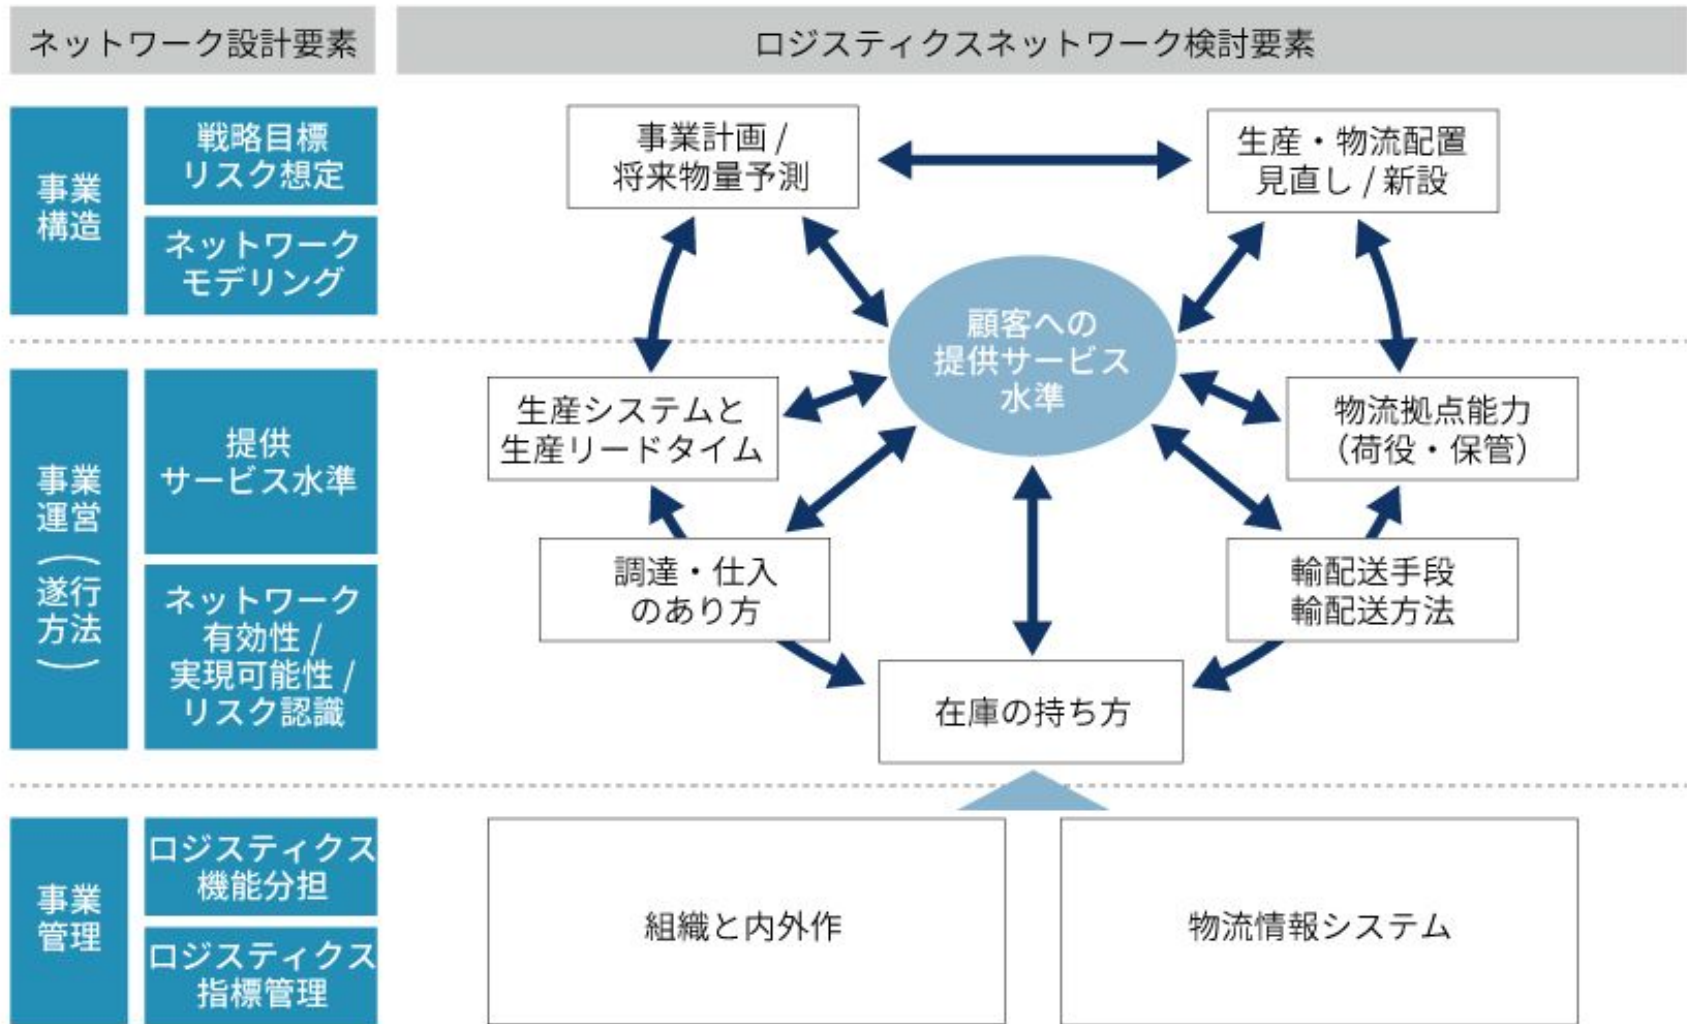 ネットワーク設計要素
ロジスティクスネットワーク検討要素
事業
構造
戦略目標
リスク想定
ネットワーク
モデリング
事業計画 /
将来物量予測
生産・物流配置
見直し / 新設
顧客への
提供サービス
水準
事業
運営
(遂行
方法)
提供
サービス水準
ネットワーク
有効性 /
実現可能性 /
リスク認識
生産システムと
生産リードタイム
物流拠点能力
（荷役・保管）
調達・仕入
のあり方
輸配送手段
輸配送方法
在庫の持ち方
事業
管理
ロジスティクス
機能分担
ロジスティクス
指標管理
組織と内外作
物流情報システム